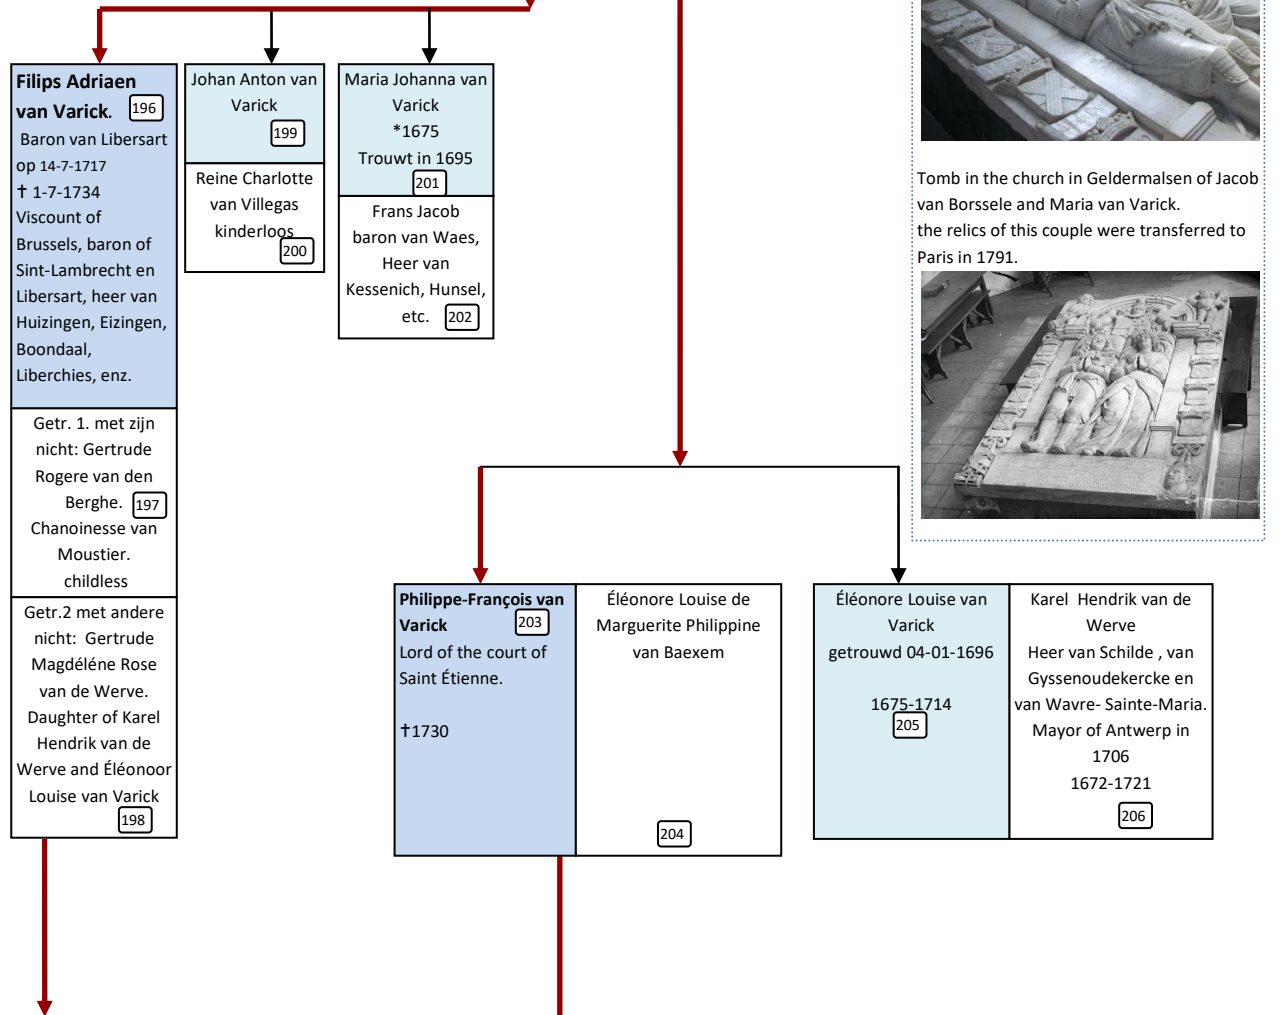 Filips Adriaen
van Varick.
196
Baron van Libersart
op 14-7-1717
† 1-7-1734
Viscount of
Brussels, baron of
Sint-Lambrecht en
Libersart, heer van
Huizingen, Eizingen,
Boondaal,
Liberchies, enz.
Getr. 1. met zijn
nicht: Gertrude
Rogere van den
Berghe.
197
Chanoinesse van
Moustier.
childless
Getr.2 met andere
nicht: Gertrude
Magdéléne Rose
van de Werve.
Daughter of Karel
Hendrik van de
Werve and Éléonoor
Louise van Varick
198
Johan Anton van
Varick
199
Reine Charlotte
van Villegas
kinderloos
200
Maria Johanna van
Varick
*1675
Trouwt in 1695
201
Frans Jacob
baron van Waes,
Heer van
Kessenich, Hunsel,
etc.
202
Tomb in the church in Geldermalsen of Jacob
van Borssele and Maria van Varick.
the relics of this couple were transferred to
Paris in 1791.
Philippe-François van
Varick
203
Lord of the court of
Saint Étienne.
†1730
Éléonore Louise de
Marguerite Philippine
van Baexem
204
Éléonore Louise van
Varick
getrouwd 04-01-1696
1675-1714
205
Karel Hendrik van de
Werve
Heer van Schilde , van
Gyssenoudekercke en
van Wavre- Sainte-Maria.
Mayor of Antwerp in
1706
1672-1721
206